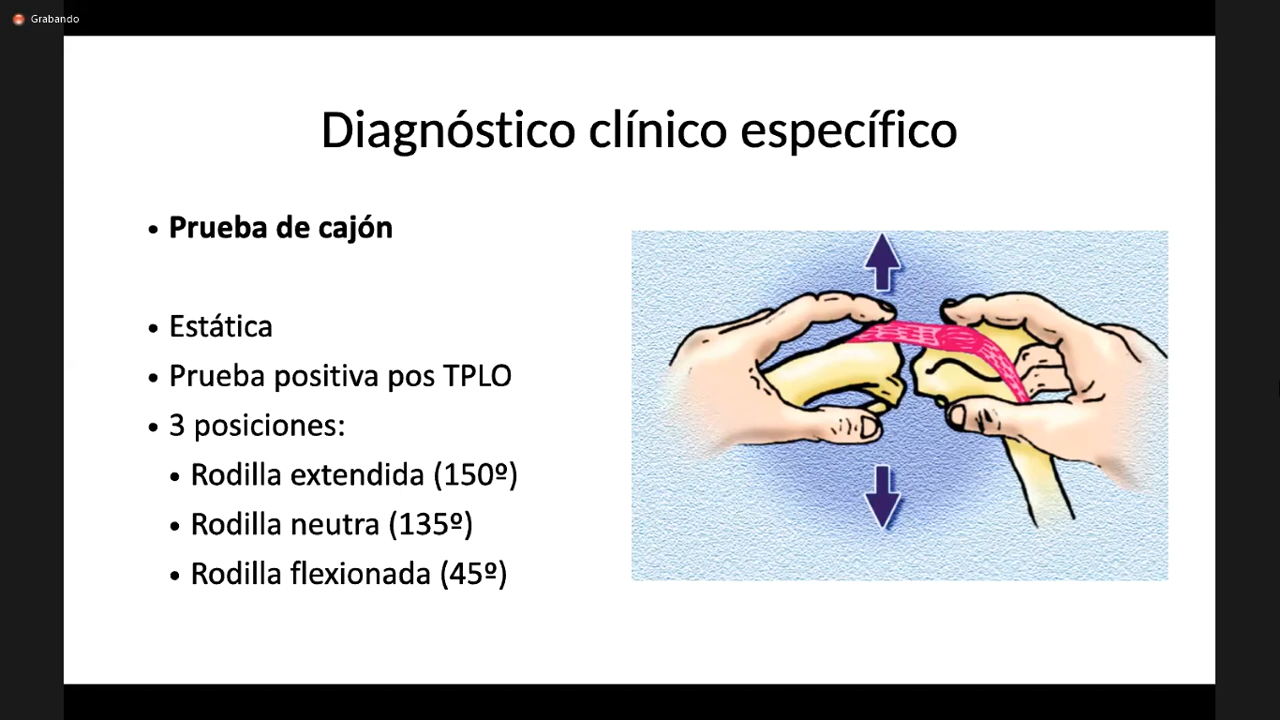 Grabando
Diagnóstico clínico específico
• Prueba de cajón
• Estática
• Prueba positiva pos TPLO
• 3 posiciones:
• Rodilla extendida (150º)
• Rodilla neutra (135º)
• Rodilla flexionada (45º)